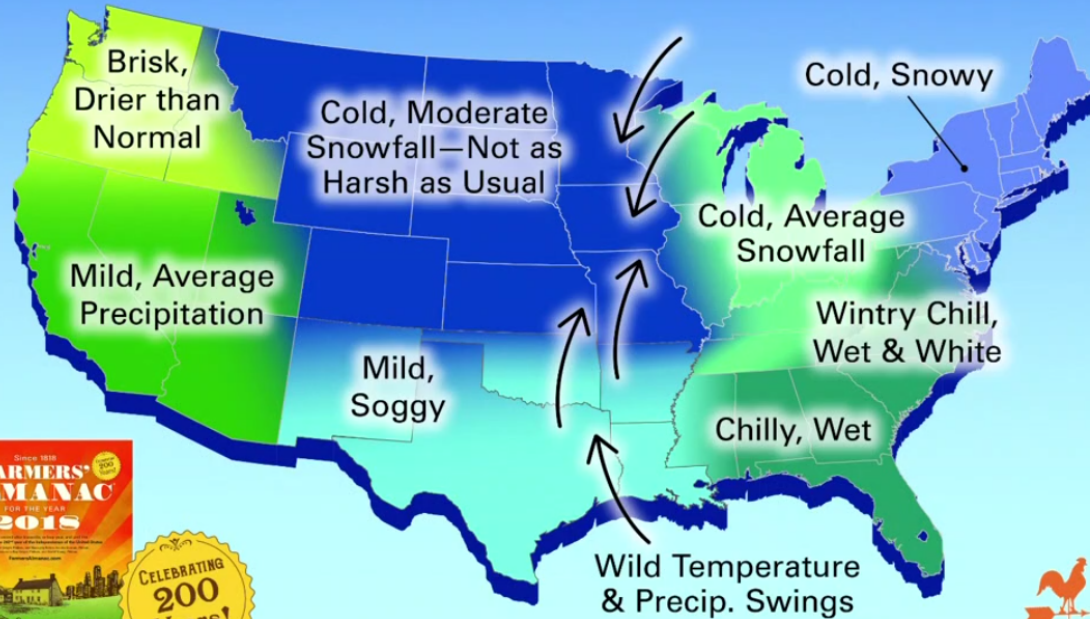 Brisk,
Drier than
Normal
Cold, Moderate
Snowfall—Not as
Harsh as Usual
Cold, Snowy
Cold, Average
Snowfall
Mild, Average
Precipitation
Wintry Chill,
Wet & White
Mild,
Soggy
Chilly, Wet
Wild Temperature
& Precip. Swings
Since 1818
ARMERS'
MANAC
FOR THE YEAR
2018
CELEBRATING
200